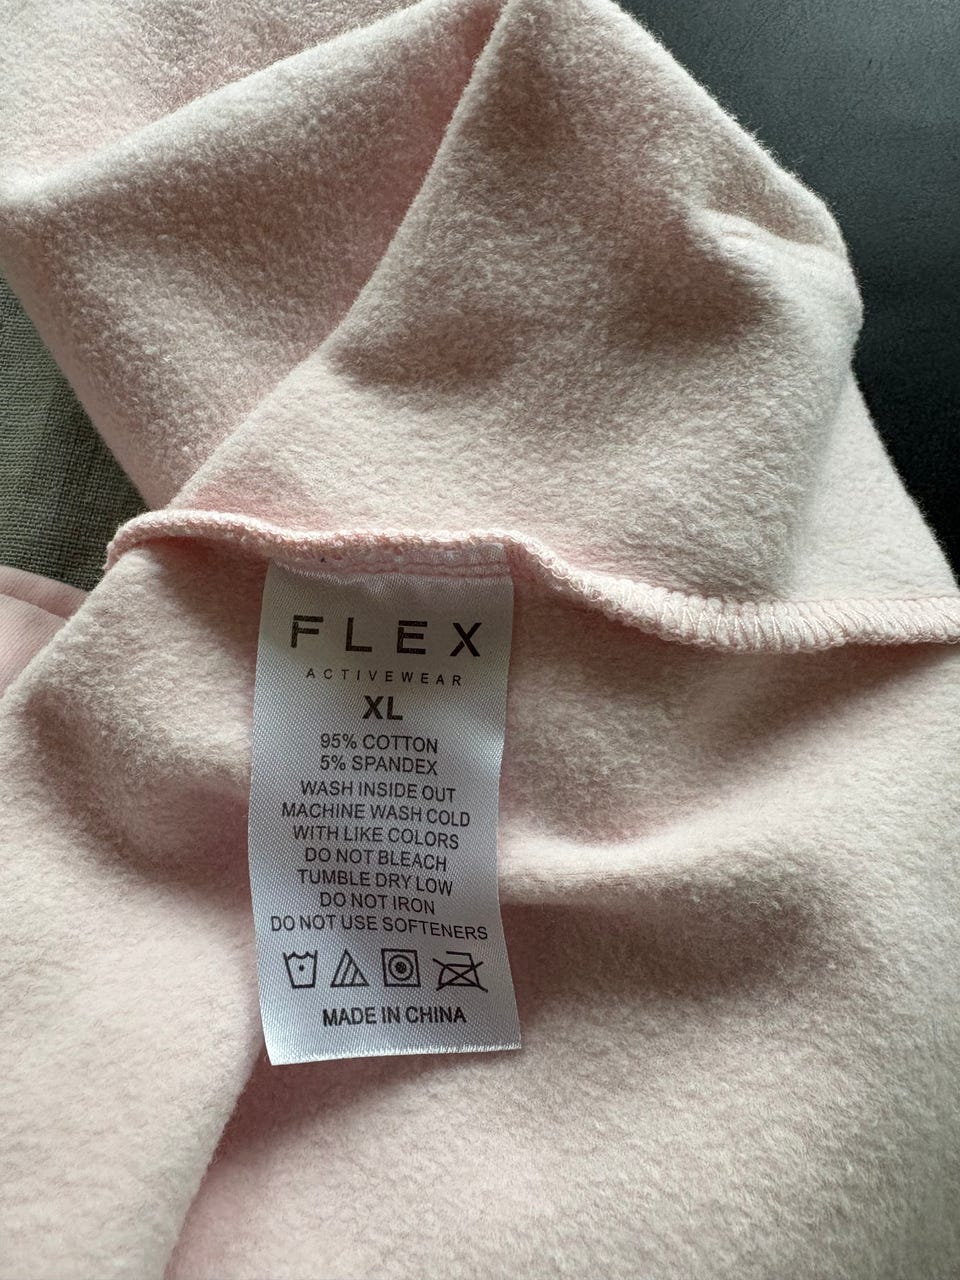 FLEX
ACTIVEWEAR
XL
95% COTTON
5% SPANDEX
WASH INSIDE OUT
MACHINE WASH COLD
WITH LIKE COLORS
DO NOT BLEACH
TUMBLE DRY LOW
DO NOT IRON
DO NOT USE SOFTENERS
MADE IN CHINA